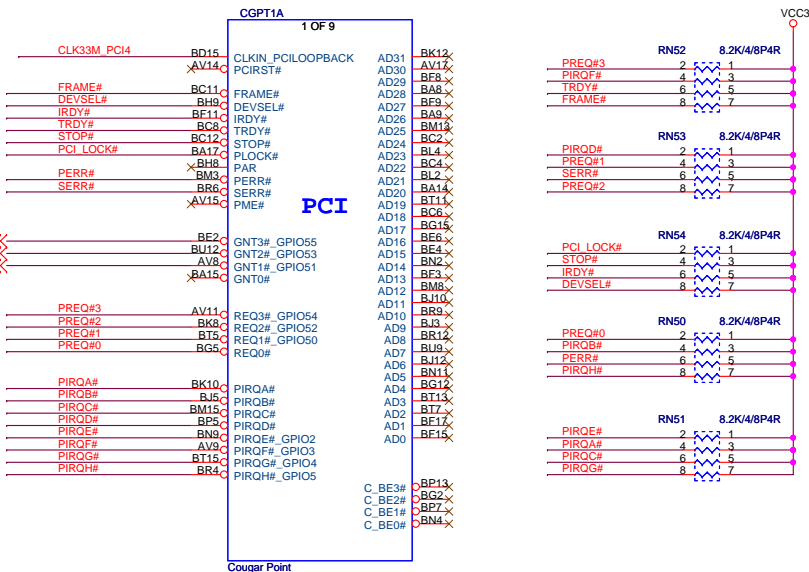 CGPT1A
1 OF 9
VCC3
CLK33M_PCI4 BD15 CLKIN_PCILOOPBACK
AV14 PCIRST#
FRAME# BC11 FRAME#
DEVSEL# BH9 DEVSEL#
IRDY# BF11 IRDY#
TRDY# BC8 TRDY#
STOP# BC12 STOP#
PCI_LOCK# BA17 PLOCK#
BH8 PAR
PERR# BM3 PERR#
SERR# BR6 SERR#
AV15 PME#
PCI
BE2 GNT3#_GPIO55
BU12 GNT2#_GPIO53
AV8 GNT1#_GPIO51
BA15 GNT0#
PREQ#3 AV11 REQ3#_GPIO54
PREQ#2 BK8 REQ2#_GPIO52
PREQ#1 BT5 REQ1#_GPIO50
PREQ#0 BG5 REQ0#
PIRQA# BK10 PIRQA#
PIRQB# BJ5 PIRQB#
PIRQC# BM15 PIRQC#
PIRQD# BP5 PIRQD#
PIRQE# BN9 PIRQE#_GPIO2
PIRQF# AV9 PIRQF#_GPIO3
PIRQG# BT15 PIRQG#_GPIO4
PIRQH# BR4 PIRQH#_GPIO5
AD31 BK12
AD30 AV17
AD29 BF8
AD28 BA8
AD27 BF9
AD26 BA9
AD25 BM13
AD24 BC2
AD23 BL4
AD22 BC4
AD21 BL2
AD20 BA14
AD19 BT11
AD18 BC6
AD17 BG15
AD16 BE6
AD15 BE4
AD14 BN2
AD13 BF3
AD12 BM8
AD11 BJ10
AD10 BR9
AD9 BJ3
AD8 BR12
AD7 BU9
AD6 BJ12
AD5 BN11
AD4 BG12
AD3 BT13
AD2 BT7
AD1 BF17
AD0 BF15
C_BE3# BP13
C_BE2# BG2
C_BE1# BP7
C_BE0# BN4
Cougar Point
RN52 8.2K/4/8P4R
PREQ#3 2 1
PIRQF# 4 3
TRDY# 6 5
FRAME# 8 7
RN53 8.2K/4/8P4R
PIRQD# 2 1
PREQ#1 4 3
SERR# 6 5
PREQ#2 8 7
RN54 8.2K/4/8P4R
PCI_LOCK# 2 1
STOP# 4 3
IRDY# 6 5
DEVSEL# 8 7
RN50 8.2K/4/8P4R
PREQ#0 2 1
PIRQB# 4 3
PERR# 6 5
PIRQH# 8 7
RN51 8.2K/4/8P4R
PIRQE# 2 1
PIRQA# 4 3
PIRQC# 6 5
PIRQG# 8 7